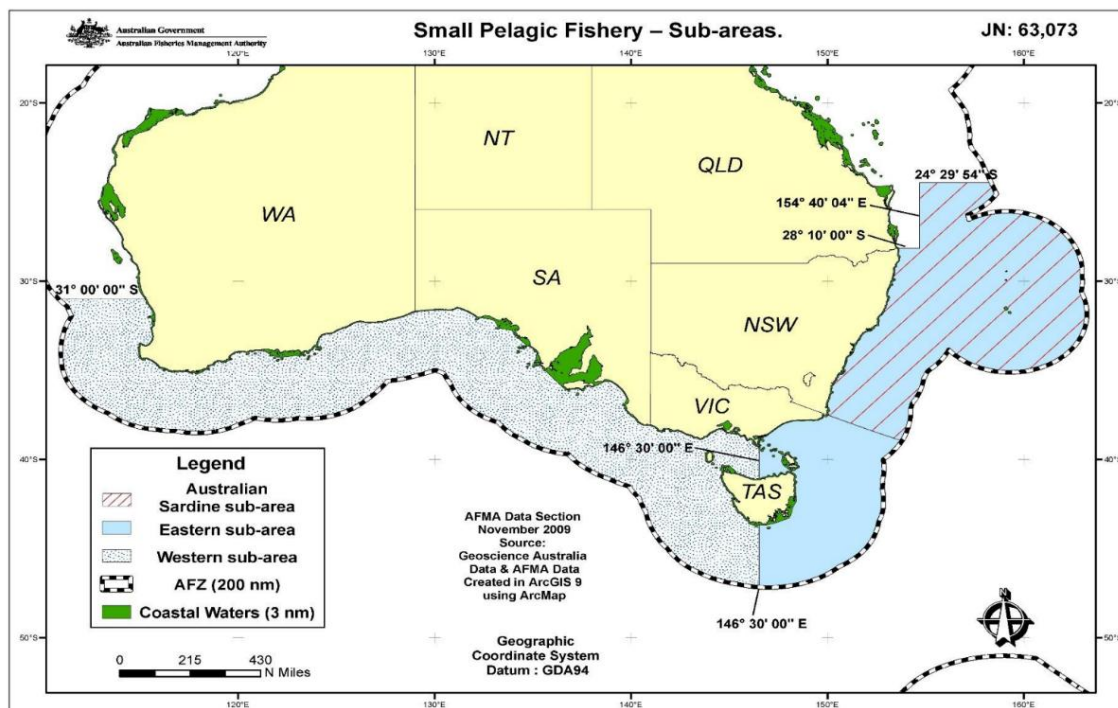 Australian Government
Australian Fisheries Management Authority
Small Pelagic Fishery – Sub-areas.
JN: 63,073
120°E
130°E
140°E
150°E
160°E
20°S
20°S
NT
QLD
WA
24° 29' 54" S
154° 40' 04" E
28° 10' 00" S
31° 00' 00" S
30°S
30°S
SA
NSW
VIC
146° 30' 00" E
40°S
40°S
TAS
Legend
Australian
Sardine sub-area
Eastern sub-area
Western sub-area
AFZ (200 nm)
Coastal Waters (3 nm)
AFMA Data Section
November 2009
Source:
Geoscience Australia
Data & AFMA Data
Created in ArcGIS 9
using ArcMap
146° 30' 00" E
N
50°S
50°S
Geographic
Coordinate System
Datum : GDA94
0 215 430
N Miles
120°E
130°E
140°E
150°E
160°E